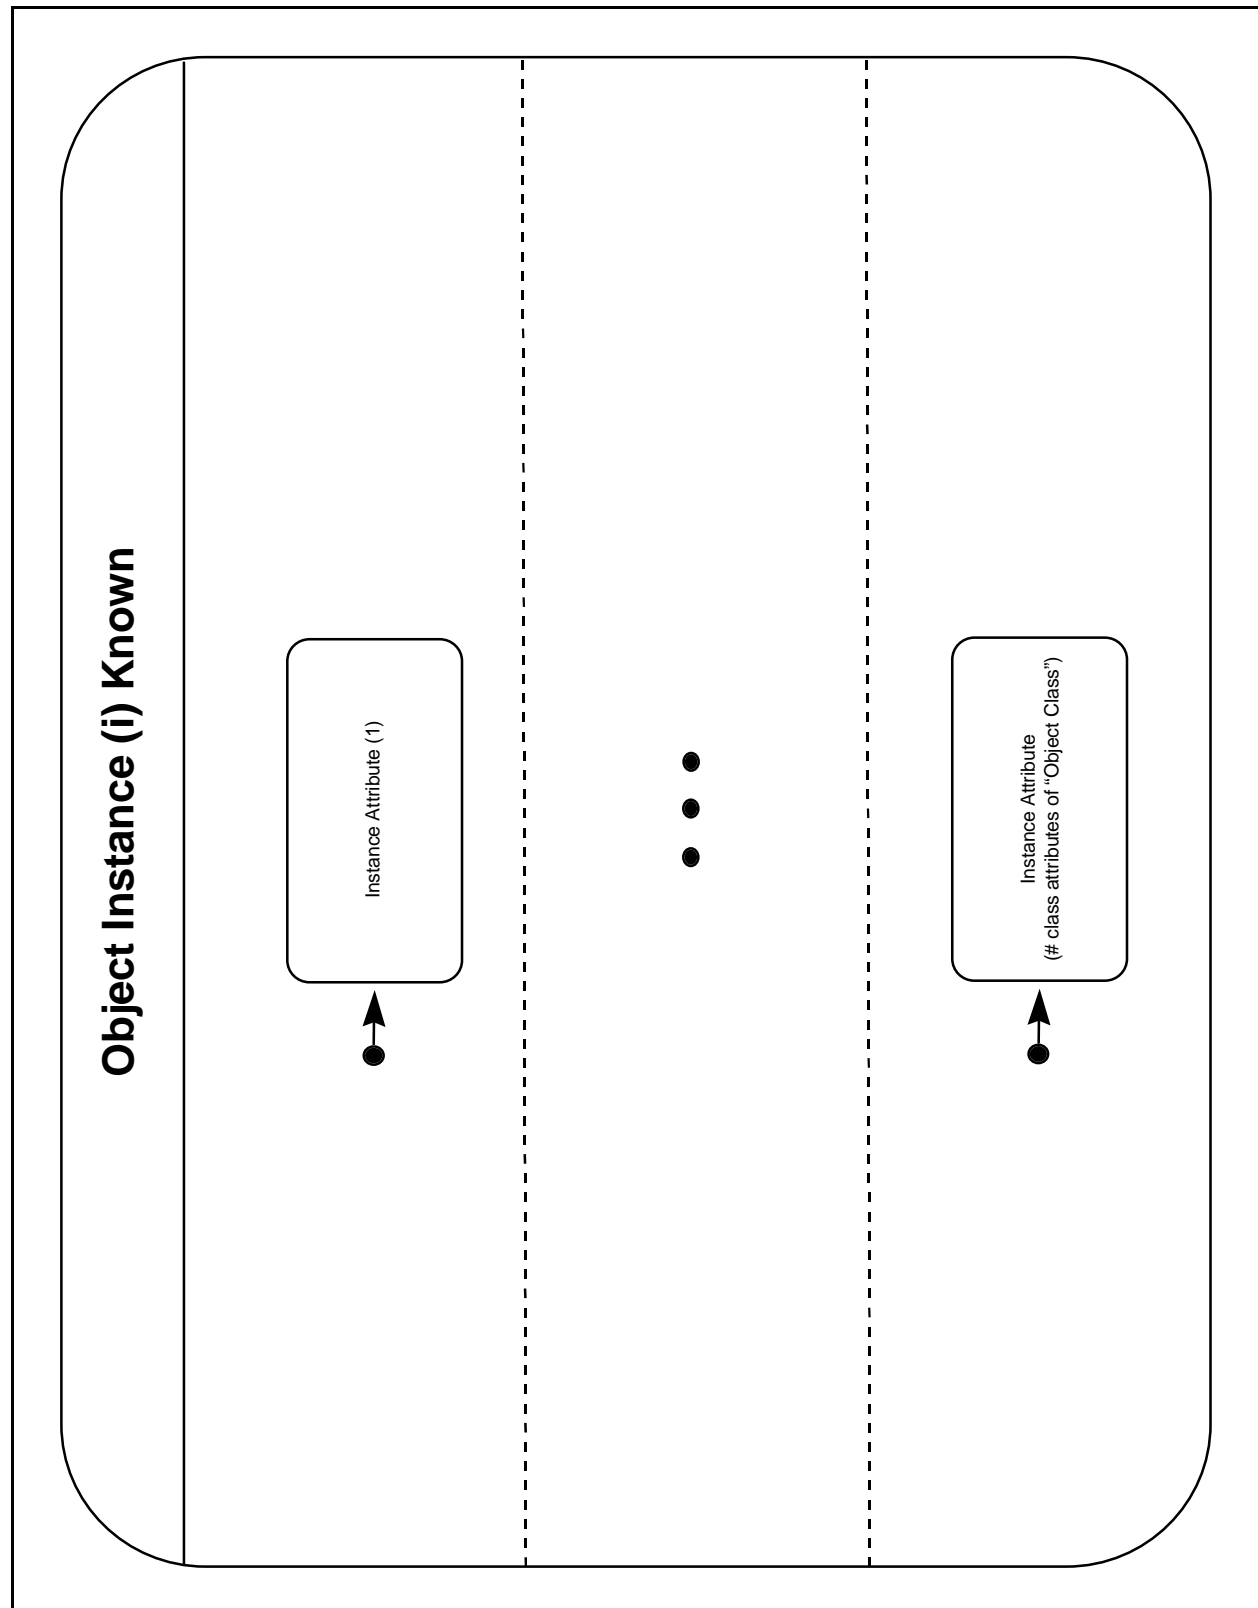 Object Instance (i) Known
Instance Attribute (1)
Instance Attribute
(# class attributes of “Object Class”)